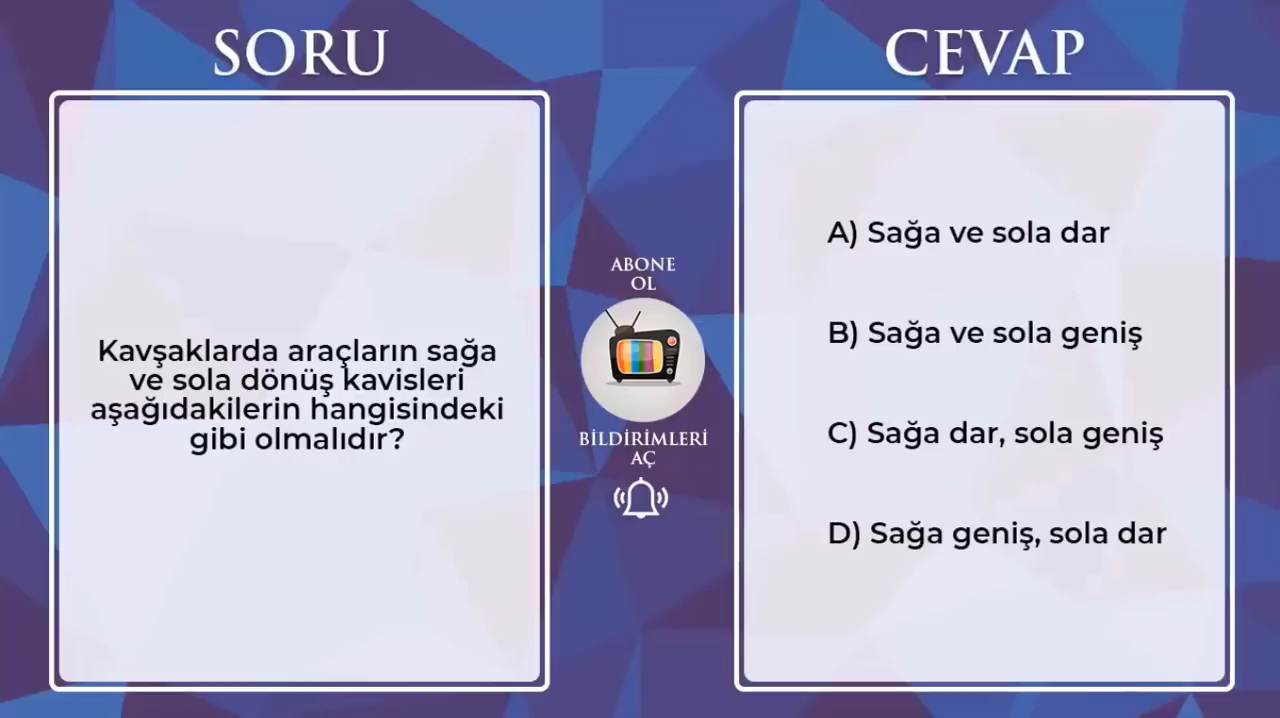 SORU
Kavşaklarda araçların sağa
ve sola dönüş kavisleri
aşağıdakilerin hangisindeki
gibi olmalıdır?
ABONE
OL
BİLDİRİMLERİ
AÇ
CEVAP
A) Sağa ve sola dar
B) Sağa ve sola geniş
C) Sağa dar, sola geniş
D) Sağa geniş, sola dar